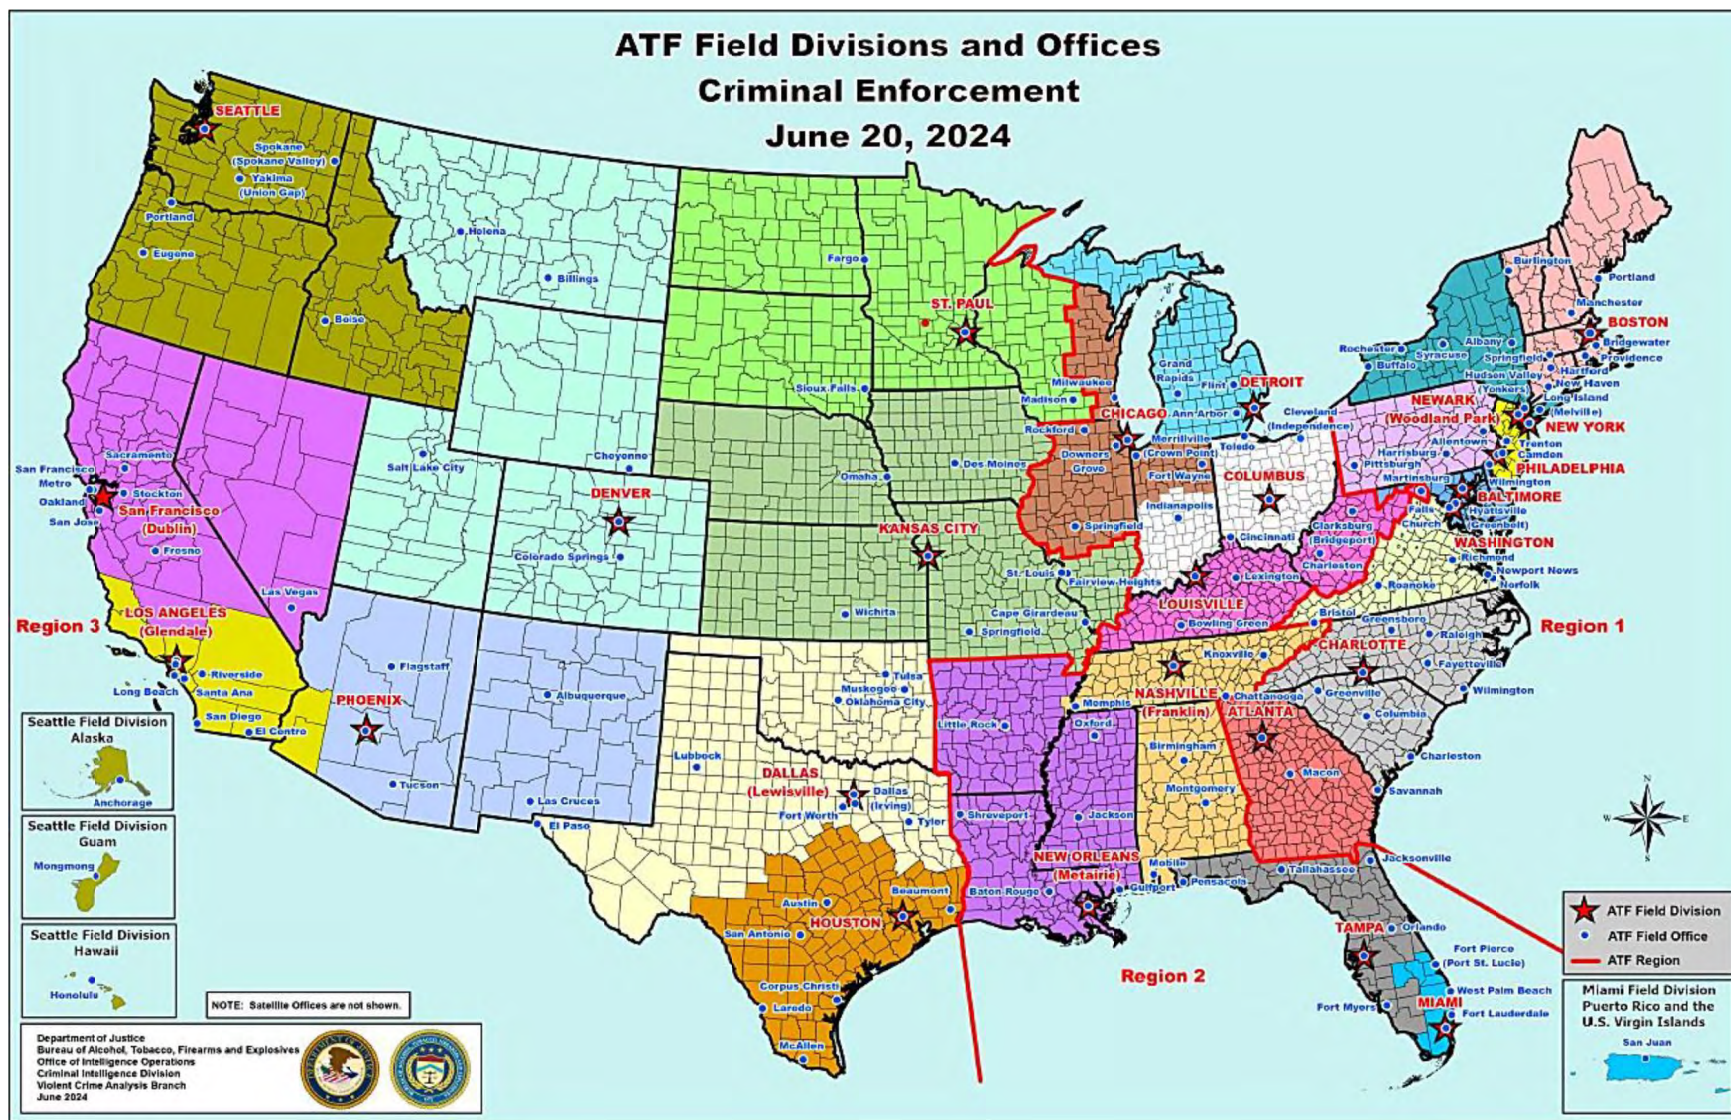 ATF Field Divisions and Offices
Criminal Enforcement
June 20, 2024
SEATTLE
Spokane
(Spokane Valley)
Yakima
(Union Gap)
Portland
Eugene
Boise
Helena
Billings
Fargo
ST. PAUL
Sioux Falls
Milwaukee
Madison
CHICAGO
Rockford
Downers
Grove
Springfield
Grand
Rapids
Flint
DETROIT
Ann Arbor
Cleveland
(Independence)
Toledo
Merrillville
(Crown Point)
Fort Wayne
Indianapolis
COLUMBUS
Cincinnati
Burlington
Portland
Manchester
BOSTON
Bridgewater
Providence
Rochester
Syracuse
Albany
Springfield
Buffalo
Hudson Valley
(Yonkers)
Hartford
New Haven
Long Island
(Melville)
NEWARK
(Woodland Park)
NEW YORK
Allentown
Trenton
Harrisburg
Camden
Pittsburgh
PHILADELPHIA
Martinsburg
Wilmington
BALTIMORE
Falls
Church
Hyattsville
(Greenbelt)
WASHINGTON
Clarksburg
(Bridgeport)
Charleston
Richmond
Newport News
Norfolk
Roanoke
Bristol
Lexington
LOUISVILLE
Bowling Green
Sacramento
San Francisco
Metro
Oakland
Stockton
San Jose
San Francisco
(Dublin)
Fresno
Las Vegas
Salt Lake City
Cheyenne
DENVER
Colorado Springs
Omaha
Des Moines
KANSAS CITY
St. Louis
Fairview Heights
Cape Girardeau
Wichita
Springfield
Region 3
LOS ANGELES
(Glendale)
Riverside
Long Beach
Santa Ana
San Diego
El Centro
Flagstaff
PHOENIX
Tucson
Albuquerque
Las Cruces
El Paso
Tulsa
Muskogee
Oklahoma City
Lubbock
DALLAS
(Lewisville)
Dallas
(Irving)
Fort Worth
Tyler
Little Rock
Shreveport
Memphis
Oxford
Jackson
NASHVILLE
(Franklin)
Knoxville
Chattanooga
Birmingham
Montgomery
ATLANTA
Macon
Savannah
Greensboro
Raleigh
CHARLOTTE
Fayetteville
Wilmington
Greenville
Columbia
Charleston
Region 1
NEW ORLEANS
(Metairie)
Baton Rouge
Gulfport
Mobile
Pensacola
Tallahassee
Jacksonville
Beaumont
Austin
HOUSTON
San Antonio
Corpus Christi
Laredo
McAllen
Region 2
TAMPA
Orlando
Fort Pierce
(Port St. Lucie)
West Palm Beach
Fort Myers
MIAMI
Fort Lauderdale
Seattle Field Division
Alaska
Anchorage
Seattle Field Division
Guam
Mongmong
Seattle Field Division
Hawaii
Honolulu
NOTE: Satellite Offices are not shown.
N
W
E
S
ATF Field Division
ATF Field Office
ATF Region
Miami Field Division
Puerto Rico and the
U.S. Virgin Islands
San Juan
Department of Justice
Bureau of Alcohol, Tobacco, Firearms and Explosives
Office of Intelligence Operations
Criminal Intelligence Division
Violent Crime Analysis Branch
June 2024